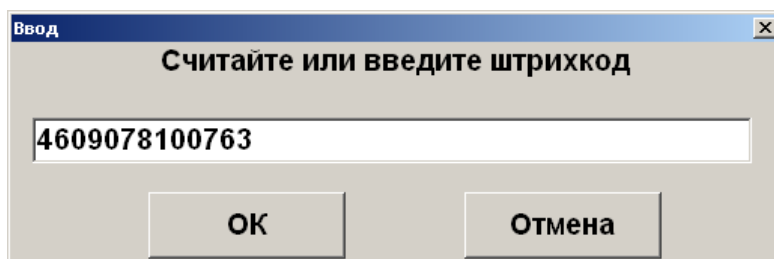 Ввод
Считайте или введите штрихкод
4609078100763
ОК
Отмена